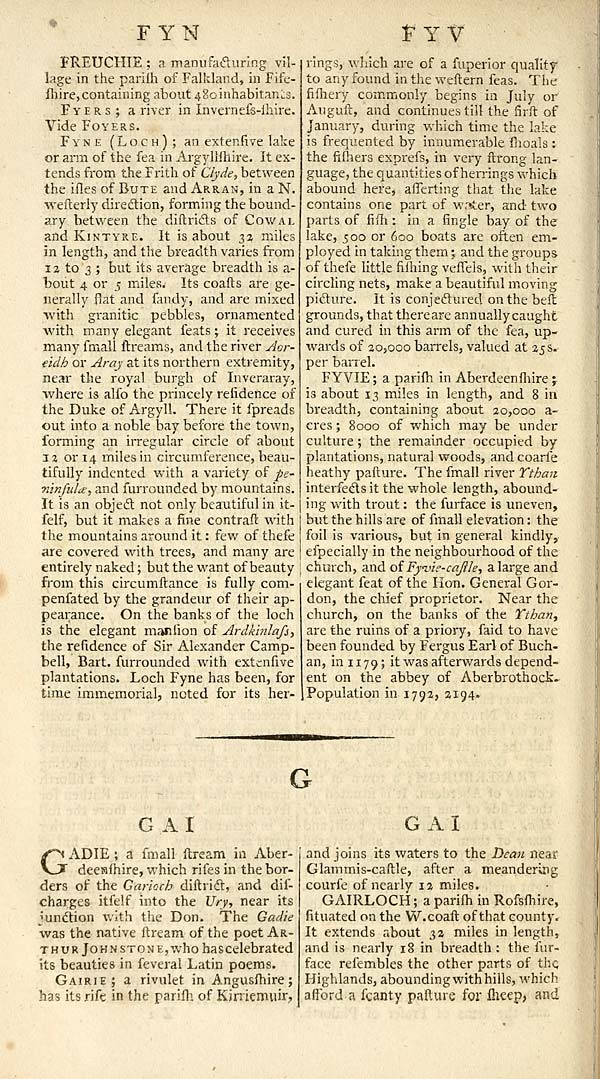 FYN
FREUCHIE; a manufacturing vil-
lage in the pariſh of Falkland, in Fife-
ſhire, containing about 480 inhabitants.
FYERS; a river in Inverneſs-ſhire.
Vide FOYERS.
FYNE (LOCH); an extenſive lake
or arm of the ſea in Argyllſhire. It ex-
tends from the Frith of Clyde, between
the iſles of BUTE and ARRAN, in a N.
weſterly direction, forming the bound-
ary between the diſtricts of COWAL
and KINTYRE. It is about 32 miles
in length, and the breadth varies from
12 to 3; but its average breadth is a-
bout 4 or 5 miles. Its coaſts are ge-
nerally flat and ſandy, and are mixed
with granitic pebbles, ornamented
with many elegant ſeats; it receives
many ſmall ſtreams, and the river Aor-
eidh or Aray at its northern extremity,
near the royal burgh of Inveraray,
where is alſo the princely reſidence of
the Duke of Argyll. There it ſpreads
out into a noble bay before the town,
forming an irregular circle of about
12 or 14 miles in circumference, beau-
tifully indented with a variety of pe-
ninſulæ, and ſurrounded by mountains.
It is an object not only beautiful in it-
ſelf, but it makes a fine contraſt with
the mountains around it: few of theſe
are covered with trees, and many are
entirely naked; but the want of beauty
from this circumſtance is fully com-
penſated by the grandeur of their ap-
pearance. On the banks of the loch
is the elegant manſion of Ardkinlaſs,
the reſidence of Sir Alexander Camp-
bell, Bart. ſurrounded with extenſive
plantations. Loch Fyne has been, for
time immemorial, noted for its her-
FYV
rings, which are of a ſuperior quality
to any found in the weſtern ſeas. The
fiſhery commonly begins in July or
Auguſt, and continues till the firſt of
January, during which time the lake
is frequented by innumerable ſhoals:
the fiſhers expreſs, in very ſtrong lan-
guage, the quantities of herrings which
abound here, aſſerting that the lake
contains one part of water, and two
parts of fiſh: in a ſingle bay of the
lake, 500 or 600 boats are often em-
ployed in taking them; and the groups
of theſe little fiſhing veſſels, with their
circling nets, make a beautiful moving
picture. It is conjectured on the beſt
grounds, that there are annually caught
and cured in this arm of the ſea, up-
wards of 20,000 barrels, valued at 25s.
per barrel.
FYVIE; a pariſh in Aberdeenſhire;
is about 13 miles in length, and 8 in
breadth, containing about 20,000 a-
cres; 8000 of which may be under
culture; the remainder occupied by
plantations, natural woods, and coarſe
heathy paſture. The ſmall river Ythan
interſects it the whole length, abound-
ing with trout: the ſurface is uneven,
but the hills are of ſmall elevation: the
ſoil is various, but in general kindly,
eſpecially in the neighbourhood of the
church, and of Fyvie-caſtle, a large and
elegant ſeat of the Hon. General Gor-
don, the chief proprietor. Near the
church, on the banks of the Ythan,
are the ruins of a priory, ſaid to have
been founded by Fergus Earl of Buch-
an, in 1179; it was afterwards depend-
ent on the abbey of Aberbrothock.
Population in 1792, 2194.
G
GAI
GADIE; a ſmall ſtream in Aber-
deenſhire, which riſes in the bor-
ders of the Garioch diſtrict, and diſ-
charges itſelf into the Ury, near its
junction with the Don. The Gadie
was the native ſtream of the poet AR-
THUR JOHNSTONE, who has celebrated
its beauties in ſeveral Latin poems.
GAIRIE; a rivulet in Angusſhire;
has its riſe in the pariſh of Kirriemuir,
GAI
and joins its waters to the Dean near
Glammis-caſtle, after a meandering
courſe of nearly 12 miles.
GAIRLOCH; a pariſh in Roſsſhire,
ſituated on the W. coaſt of that county.
It extends about 32 miles in length,
and is nearly 18 in breadth: the ſur-
face reſembles the other parts of the
Highlands, abounding with hills, which
afford a ſcanty paſture for ſheep, and